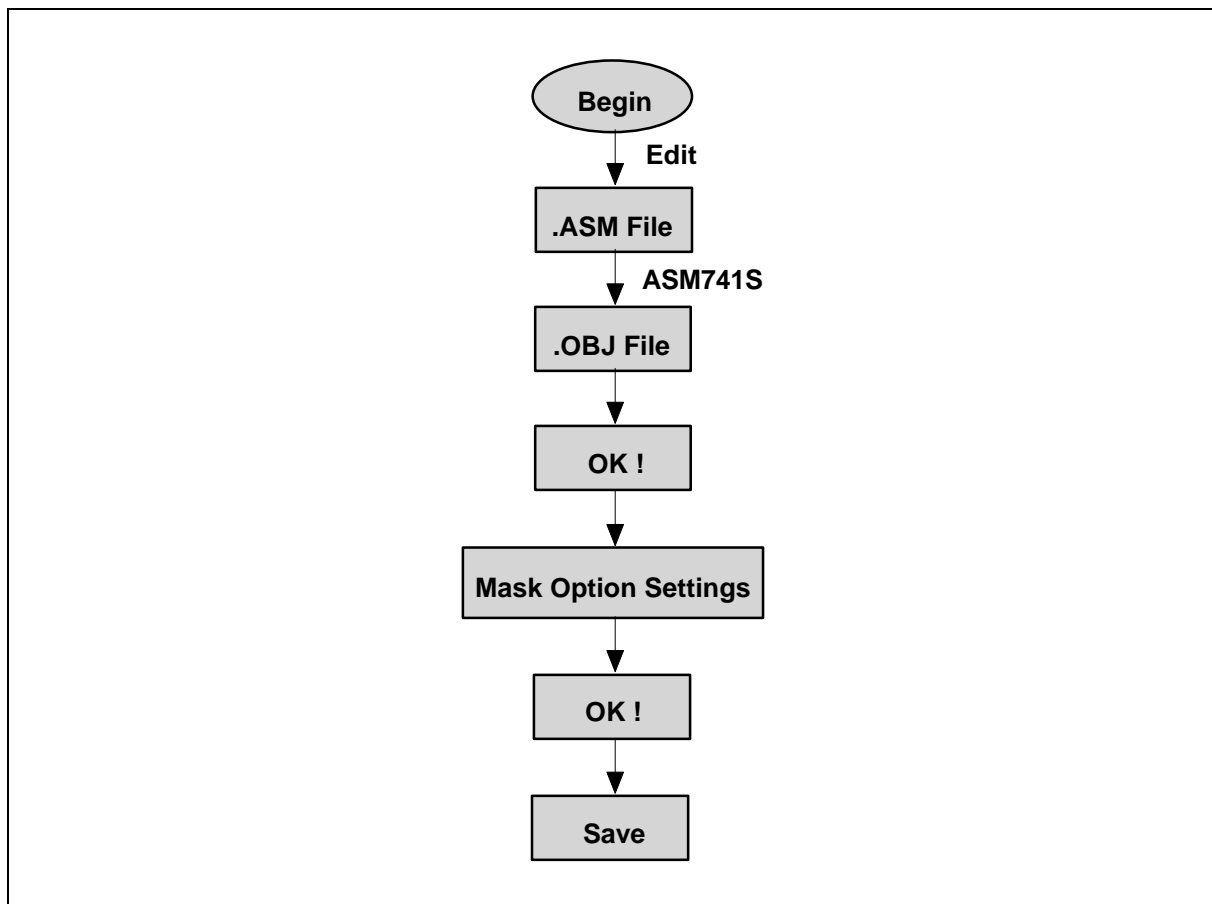 Begin
Edit
.ASM File
ASM741S
.OBJ File
OK !
Mask Option Settings
OK !
Save